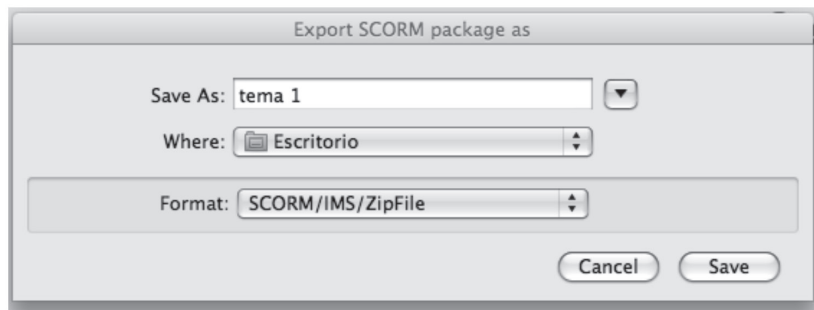 Export SCORM package as
Save As: tema 1
Where: Escritorio
Format: SCORM/IMS/ZipFile
Cancel Save